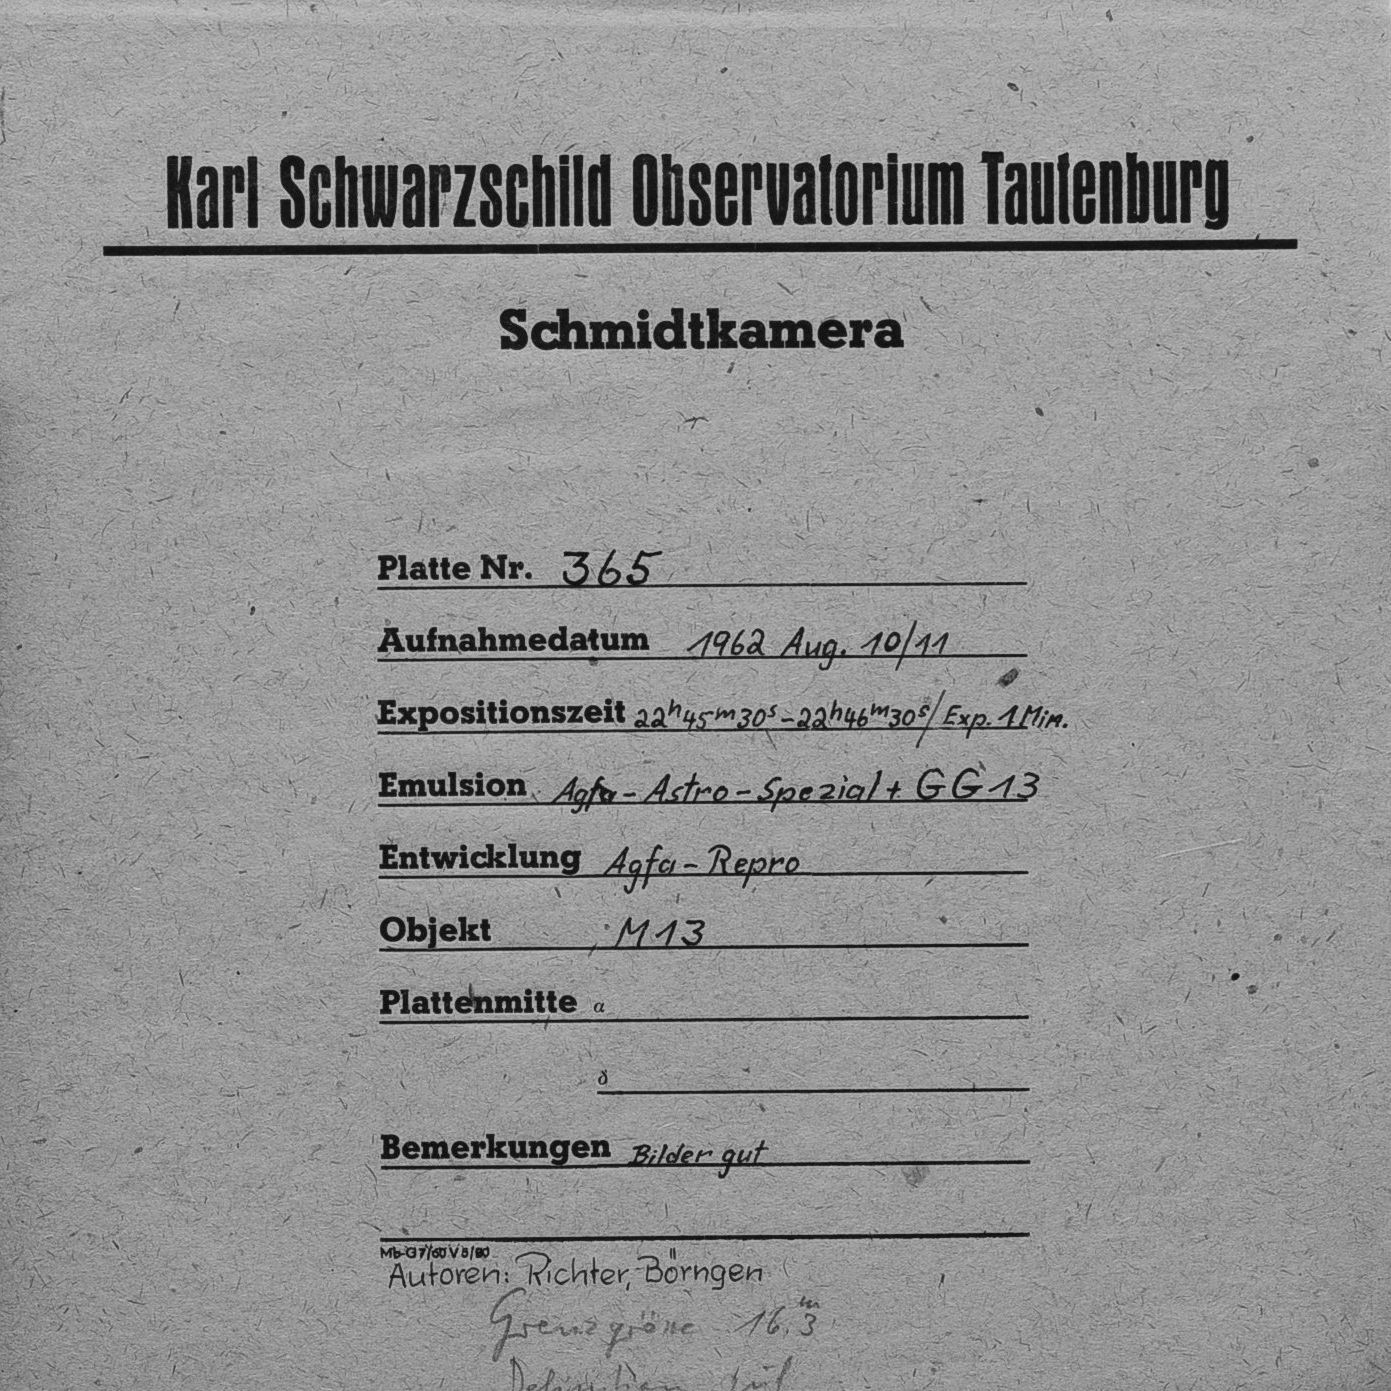 Karl Schwarzschild Observatorium Tautenburg
Schmidtkamera
Platte Nr. 365
Aufnahmedatum 1962 Aug. 10/11
Expositionszeit 22ʰ45ᵐ30ˢ-22ʰ46ᵐ30ˢ/Exp. 1 Min.
Emulsion Agfa-Astro-Spezial + GG13
Entwicklung Agfa-Repro
Objekt M13
Plattenmitte α
δ
Bemerkungen Bilder gut
Autoren: Richter, Börngen
Grenzgröße 16ᵐ.3